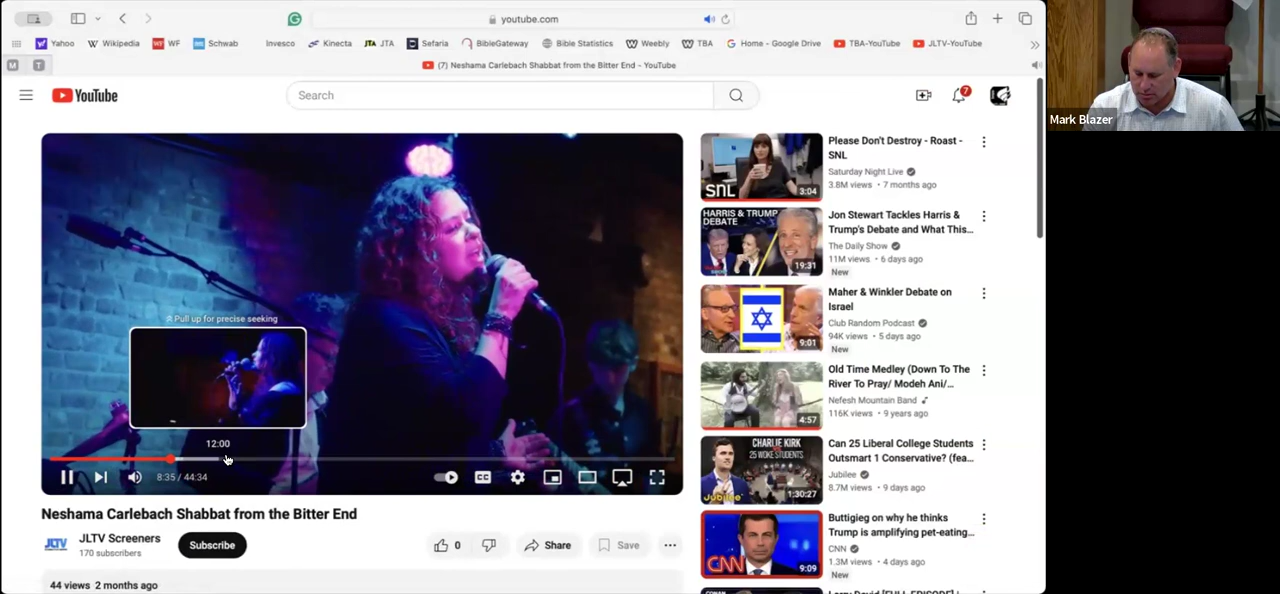 youtube.com
Yahoo
Wikipedia
WF WF
Schwab
Invesco
Kinecta
JTA JTA
Sefaria
BibleGateway
Bible Statistics
Weebly
TBA
Home - Google Drive
TBA-YouTube
JLTV-YouTube
M
T
(7) Neshama Carlebach Shabbat from the Bitter End - YouTube
YouTube
Search
7
Mark Blazer
Pull up for precise seeking
12:00
8:35 / 44:34
CC
Neshama Carlebach Shabbat from the Bitter End
JLTV
JLTV Screeners
170 subscribers
Subscribe
0
Share
Save
44 views 2 months ago
SNL
3:04
Please Don't Destroy - Roast -
SNL
Saturday Night Live
3.8M views • 7 months ago
HARRIS & TRUMP
DEBATE
19:31
Jon Stewart Tackles Harris &
Trump's Debate and What This...
The Daily Show
11M views • 6 days ago
New
9:01
Maher & Winkler Debate on
Israel
Club Random Podcast
94K views • 5 days ago
New
4:57
Old Time Medley (Down To The
River To Pray/ Modeh Ani/...
Nefesh Mountain Band
116K views • 9 years ago
CHARLIE KIRK
25 WOKE STUDENTS
Jubilee
1:30:27
Can 25 Liberal College Students
Outsmart 1 Conservative? (fea...
Jubilee
8.7M views • 9 days ago
CNN
9:09
Buttigieg on why he thinks
Trump is amplifying pet-eating...
CNN
1.3M views • 4 days ago
New